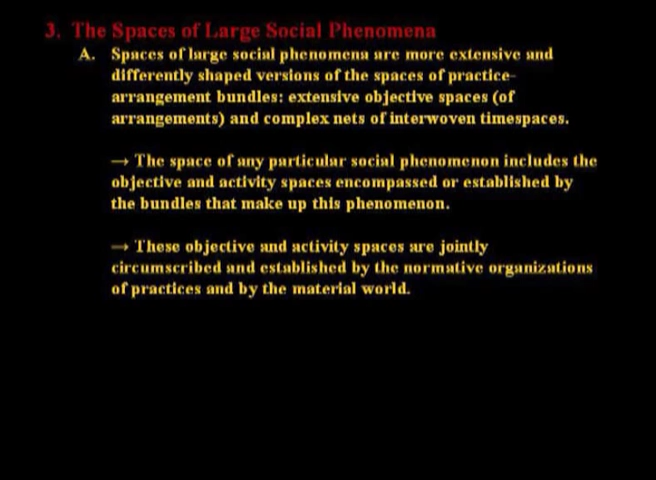 3. The Spaces of Large Social Phenomena
A. Spaces of large social phenomena are more extensive and
differently shaped versions of the spaces of practice-
arrangement bundles: extensive objective spaces (of
arrangements) and complex nets of interwoven timespaces.
→ The space of any particular social phenomenon includes the
objective and activity spaces encompassed or established by
the bundles that make up this phenomenon.
→ These objective and activity spaces are jointly
circumscribed and established by the normative organizations
of practices and by the material world.